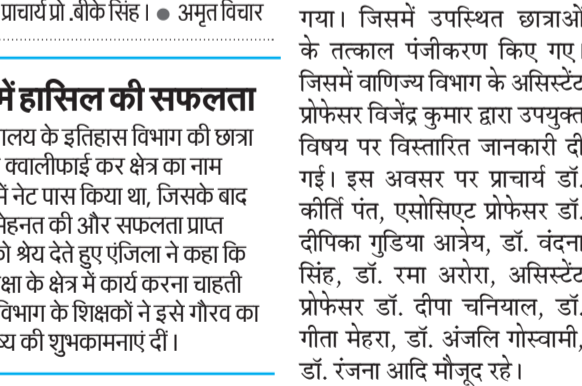 प्राचार्य प्रो .बीके सिंह। ● अमृत विचार
में हासिल की सफलता
के इतिहास विभाग की छात्रा
क्वालीफाई कर क्षेत्र का नाम
नेट पास किया था, जिसके बाद
की और सफलता प्राप्त
श्रेय देते हुए एंजिला ने कहा कि
के क्षेत्र में कार्य करना चाहती
विभाग के शिक्षकों ने इसे गौरव का
की शुभकामनाएं दीं।
गया। जिसमें उपस्थित छात्राओं
के तत्काल पंजीकरण किए गए।
जिसमें वाणिज्य विभाग के असिस्टेंट
प्रोफेसर विजेंद्र कुमार द्वारा उपयुक्त
विषय पर विस्तारित जानकारी दी
गई। इस अवसर पर प्राचार्य डॉ.
कीर्ति पंत, एसोसिएट प्रोफेसर डॉ.
दीपिका गुडिया आत्रेय, डॉ. वंदना
सिंह, डॉ. रमा अरोरा, असिस्टेंट
प्रोफेसर डॉ. दीपा चनियाल, डॉ.
गीता मेहरा, डॉ. अंजलि गोस्वामी,
डॉ. रंजना आदि मौजूद रहे।